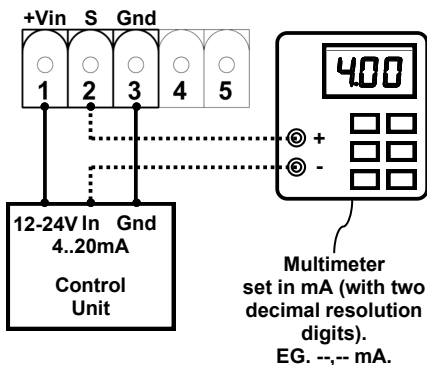 +Vin S Gnd
1 2 3 4 5
4.00
+
-
12-24V In Gnd
4..20mA
Control
Unit
Multimeter
set in mA (with two
decimal resolution
digits).
EG. --,-- mA.